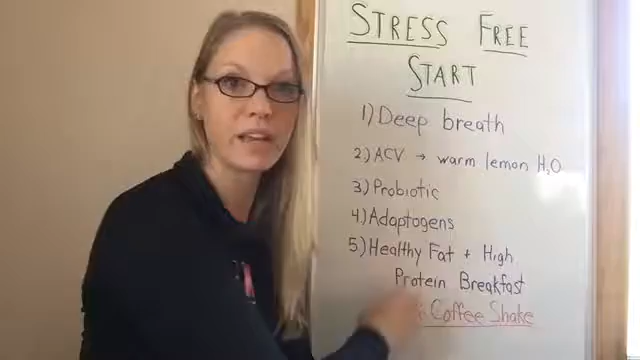 STRESS FREE
START
1) Deep breath
2) ACV → warm lemon H2O
3) Probiotic
4) Adaptogens
5) Healthy Fat + High
Protein Breakfast
Coffee Shake